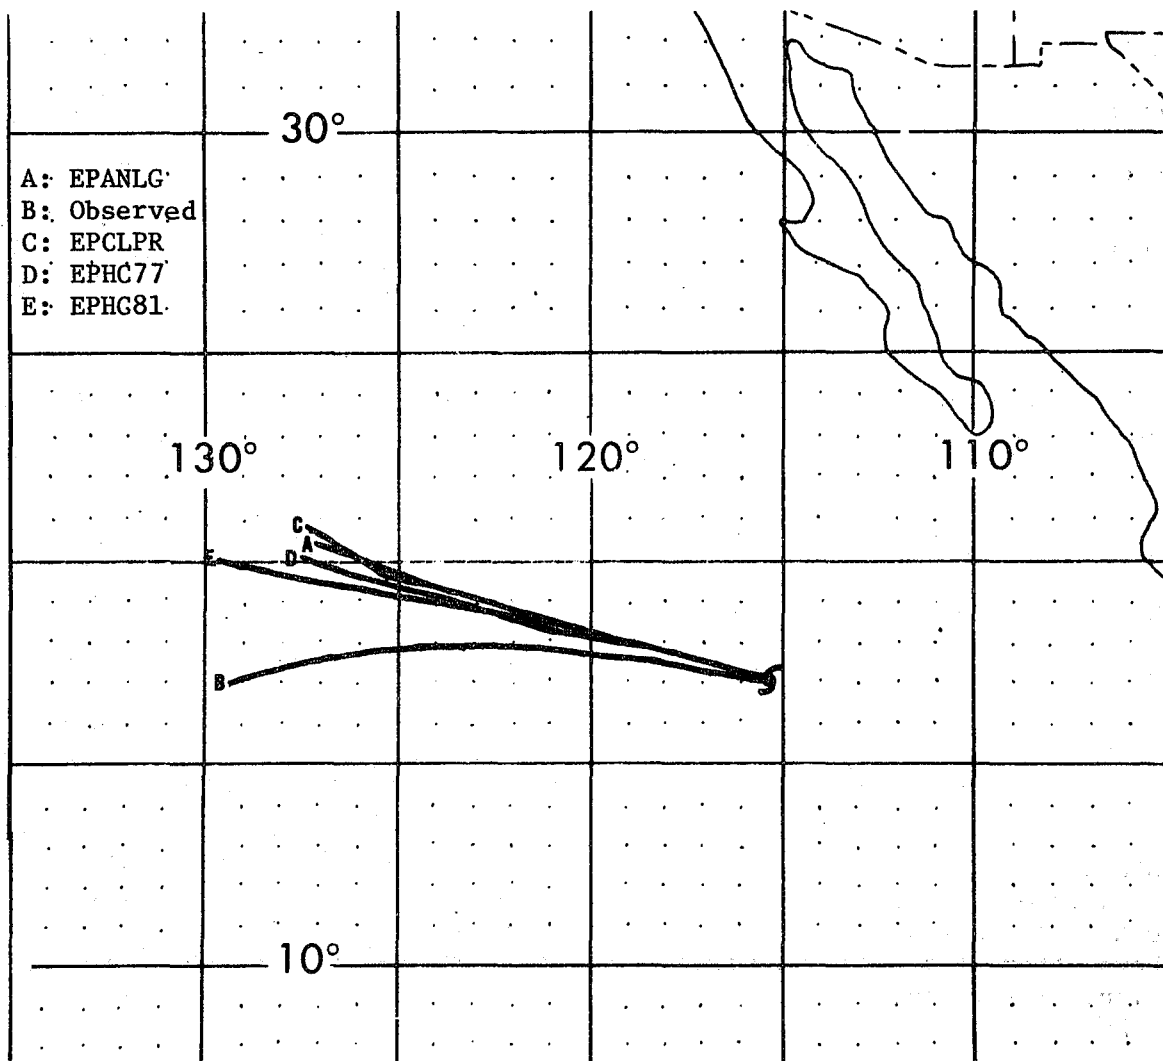 30°
A: EPANLG
B: Observed
C: EPCLPR
D: EPHC77
E: EPHG81
130°
120°
110°
C
A
E
D
B
10°